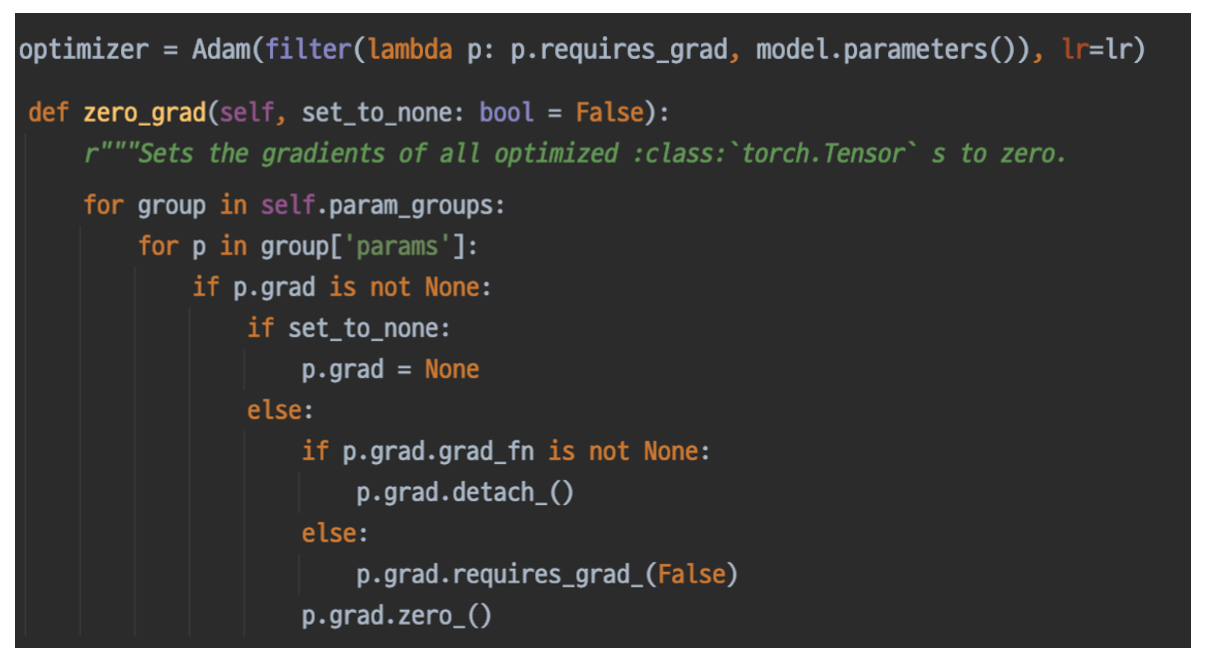 optimizer = Adam(filter(lambda p: p.requires_grad, model.parameters()), lr=lr)
def zero_grad(self, set_to_none: bool = False):
    r"""Sets the gradients of all optimized :class:`torch.Tensor` s to zero.
    for group in self.param_groups:
        for p in group['params']:
            if p.grad is not None:
                if set_to_none:
                    p.grad = None
                else:
                    if p.grad.grad_fn is not None:
                        p.grad.detach_()
                    else:
                        p.grad.requires_grad_(False)
                    p.grad.zero_()